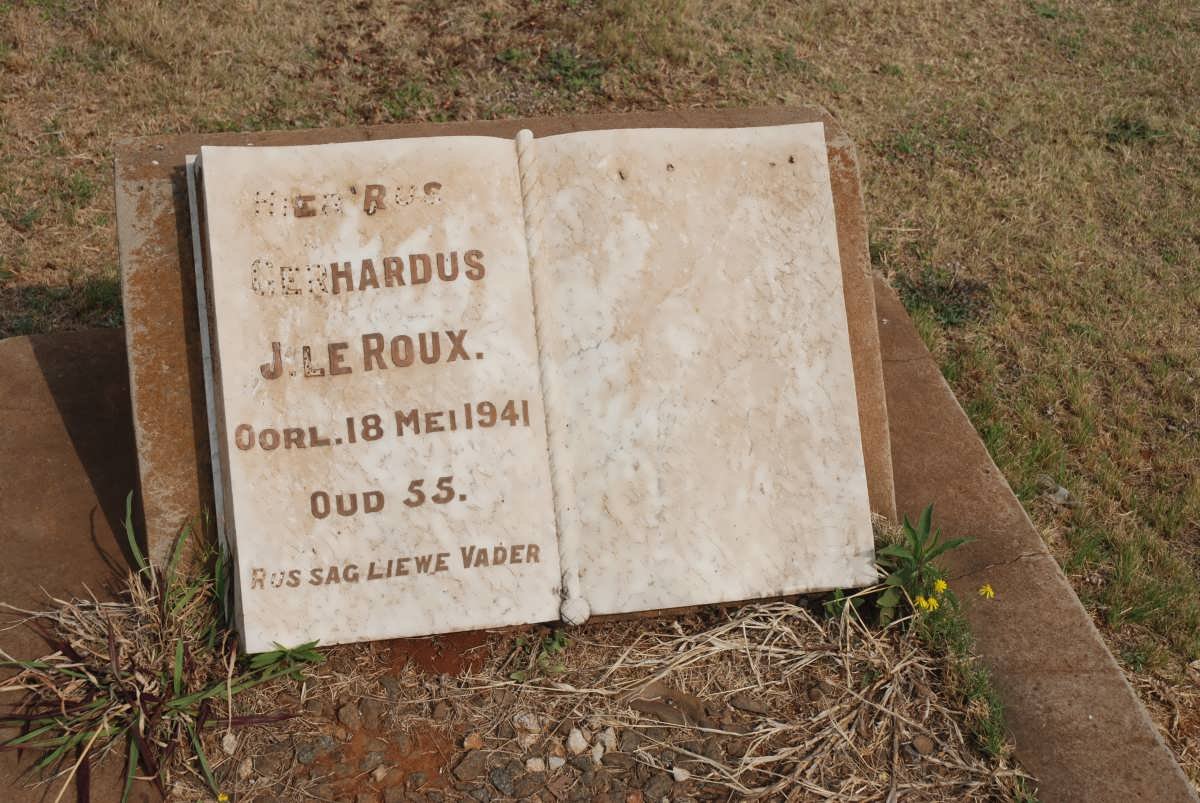 HIER RUS
GERHARDUS
J. LE ROUX.
OORL. 18 MEI 1941
OUD 55.
RUS SAG LIEWE VADER